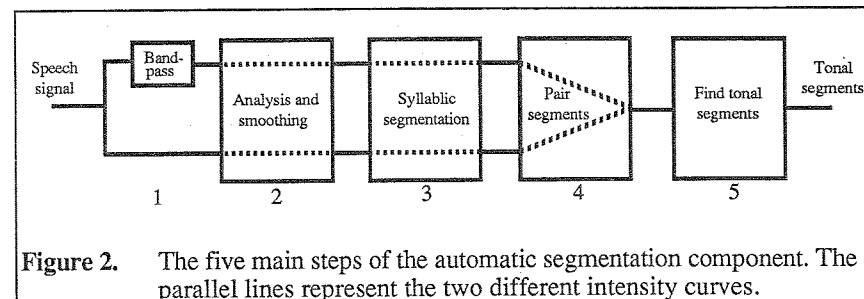 Speech
signal
Band-
pass
Analysis and
smoothing
Syllablic
segmentation
Pair
segments
Find tonal
segments
Tonal
segments
1 2 3 4 5
Figure 2. The five main steps of the automatic segmentation component. The
parallel lines represent the two different intensity curves.